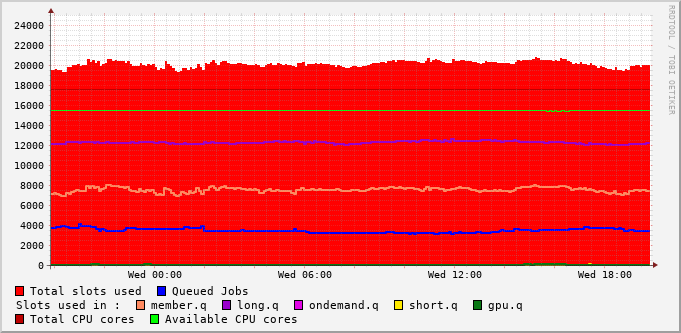 RRDTOOL / TOBI OETIKER
24000
22000
20000
18000
16000
14000
12000
10000
8000
6000
4000
2000
0
Wed 00:00 Wed 06:00 Wed 12:00 Wed 18:00
Total slots used Queued Jobs
Slots used in : member.q long.q ondemand.q short.q gpu.q
Total CPU cores Available CPU cores